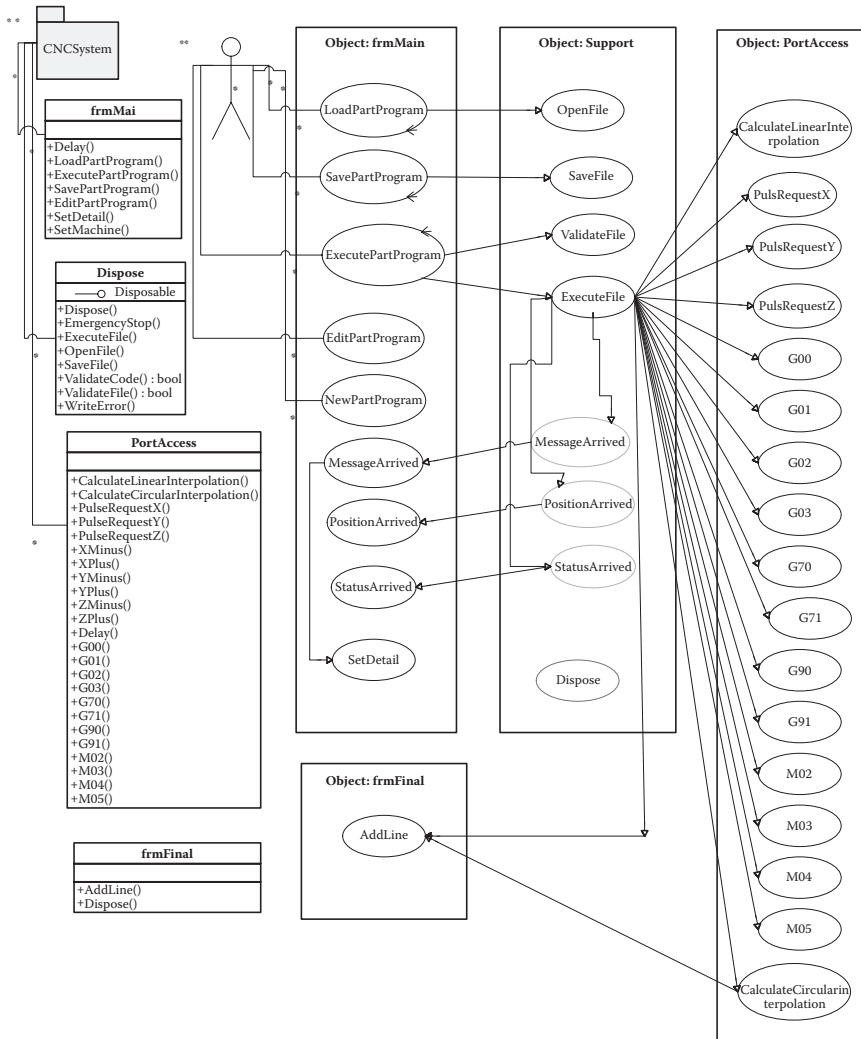 CNCSystem
frmMai
+Delay()
+LoadPartProgram()
+ExecutePartProgram()
+SavePartProgram()
+EditPartProgram()
+SetDetail()
+SetMachine()
Dispose
Disposable
+Dispose()
+EmergencyStop()
+ExecuteFile()
+OpenFile()
+SaveFile()
+ValidateCode() : bool
+ValidateFile() : bool
+WriteError()
PortAccess
+CalculateLinearInterpolation()
+CalculateCircularInterpolation()
+PulseRequestX()
+PulseRequestY()
+PulseRequestZ()
+XMinus()
+XPlus()
+YMinus()
+YPlus()
+ZMinus()
+ZPlus()
+Delay()
+G00()
+G01()
+G02()
+G03()
+G70()
+G71()
+G90()
+G91()
+M02()
+M03()
+M04()
+M05()
frmFinal
+AddLine()
+Dispose()
Object: frmMain
LoadPartProgram
SavePartProgram
ExecutePartProgram
EditPartProgram
NewPartProgram
MessageArrived
PositionArrived
StatusArrived
SetDetail
Object: frmFinal
AddLine
Object: Support
OpenFile
SaveFile
ValidateFile
ExecuteFile
MessageArrived
PositionArrived
StatusArrived
Dispose
Object: PortAccess
CalculateLinearInte
rpolation
PulsRequestX
PulsRequestY
PulsRequestZ
G00
G01
G02
G03
G70
G71
G90
G91
M02
M03
M04
M05
CalculateCircularin
terpolation